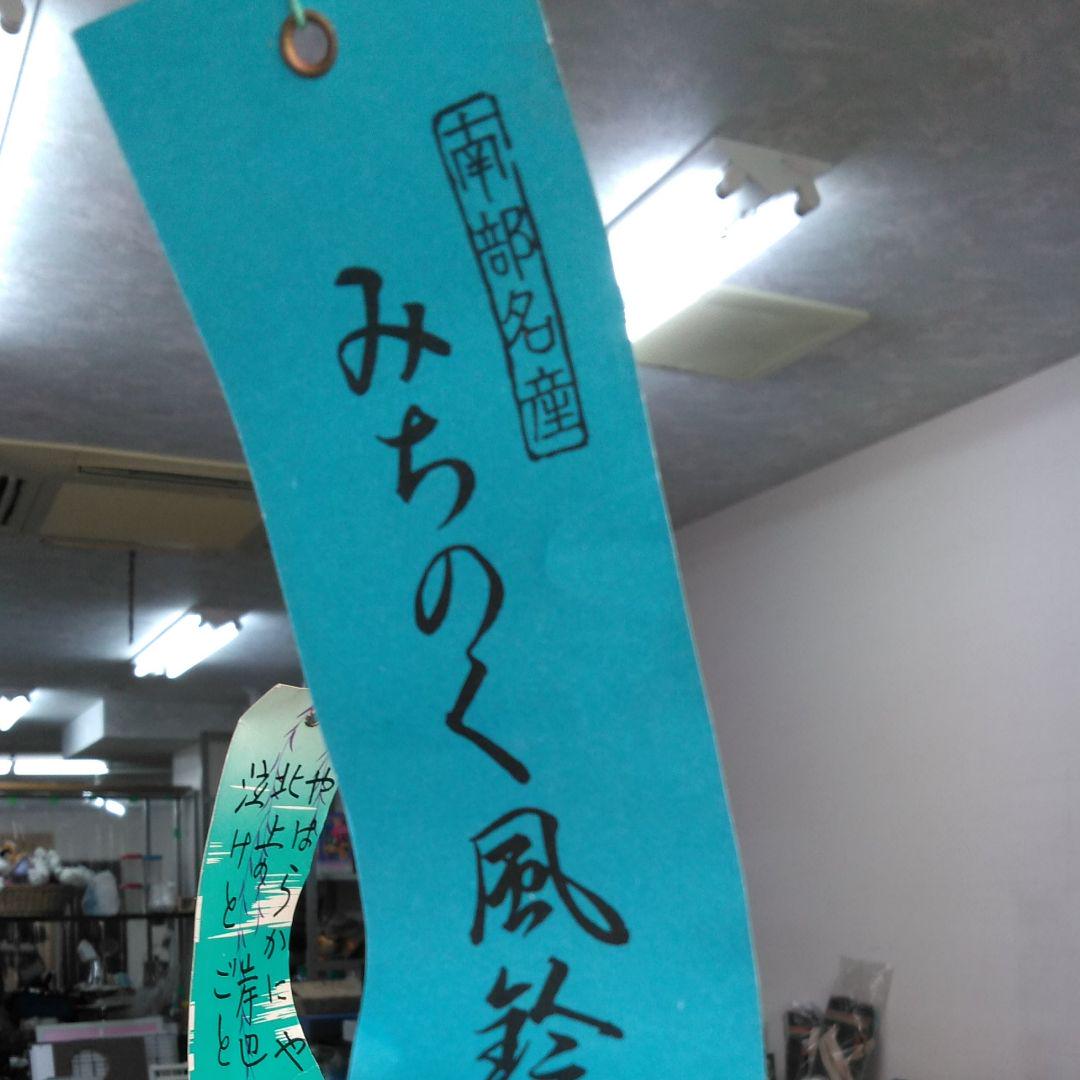 南部名産
みちのく風鈴
やはらかにや
北上の岸辺
泣けとごと